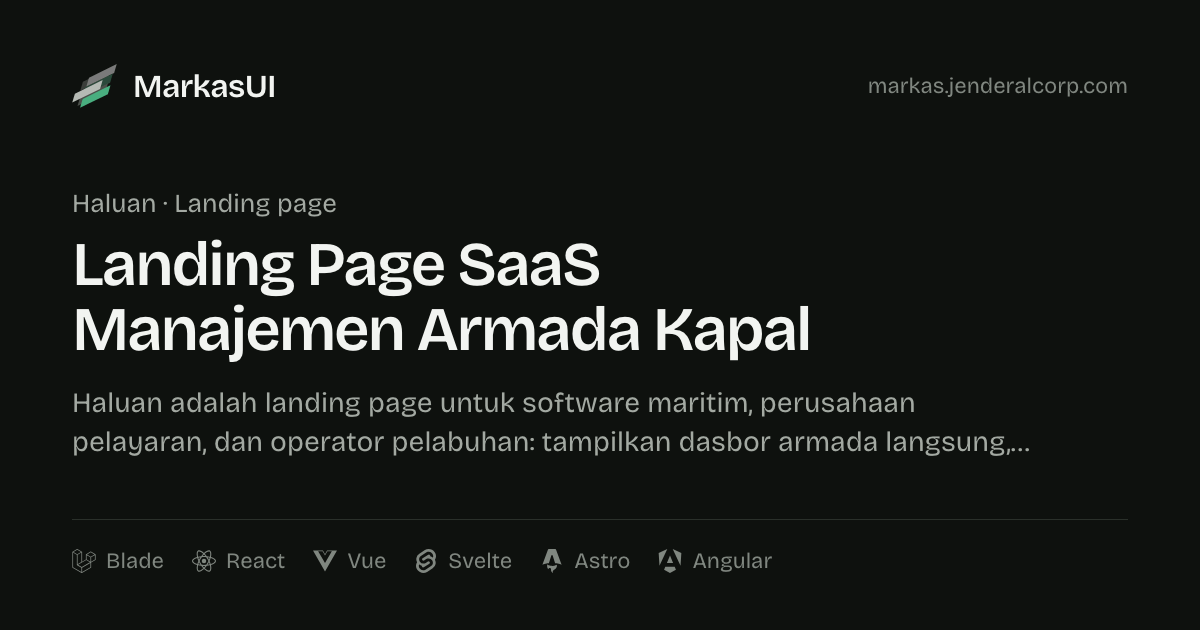 MarkasUI
markas.jenderalcorp.com
Haluan · Landing page
Landing Page SaaS
Manajemen Armada Kapal
Haluan adalah landing page untuk software maritim, perusahaan
pelayaran, dan operator pelabuhan: tampilkan dasbor armada langsung,...
Blade React Vue Svelte Astro Angular